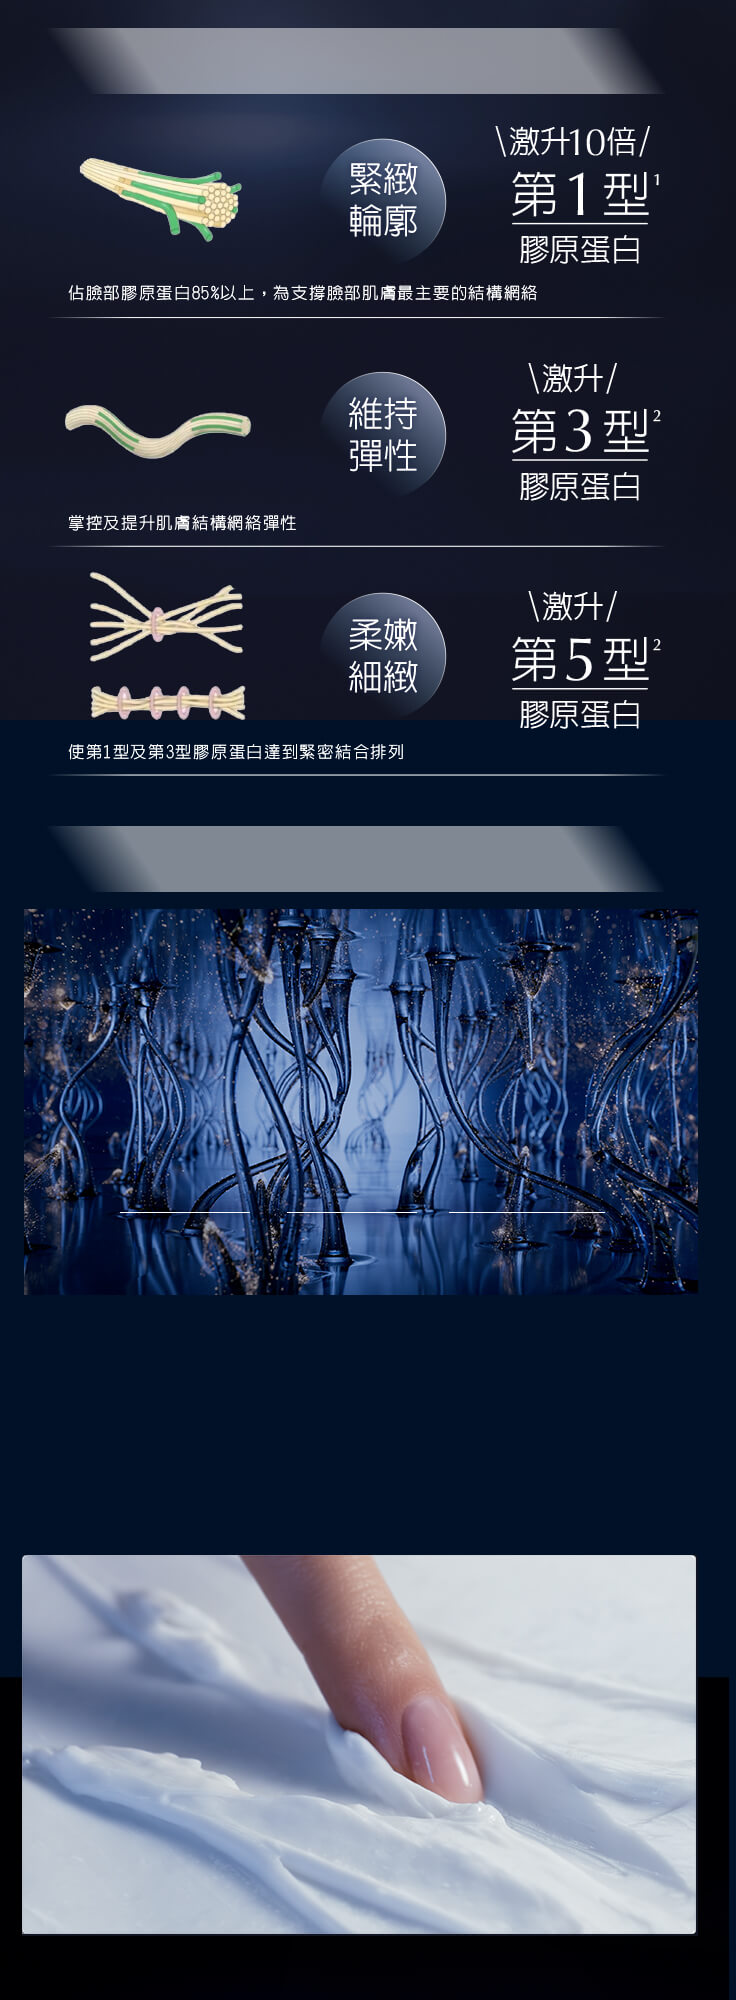 緊緻
輪廓
\激升10倍/
第1型¹
膠原蛋白
佔臉部膠原蛋白85%以上，為支撐臉部肌膚最主要的結構網絡
維持
彈性
\激升/
第3型²
膠原蛋白
掌控及提升肌膚結構網絡彈性
柔嫩
細緻
\激升/
第5型²
膠原蛋白
使第1型及第3型膠原蛋白達到緊密結合排列